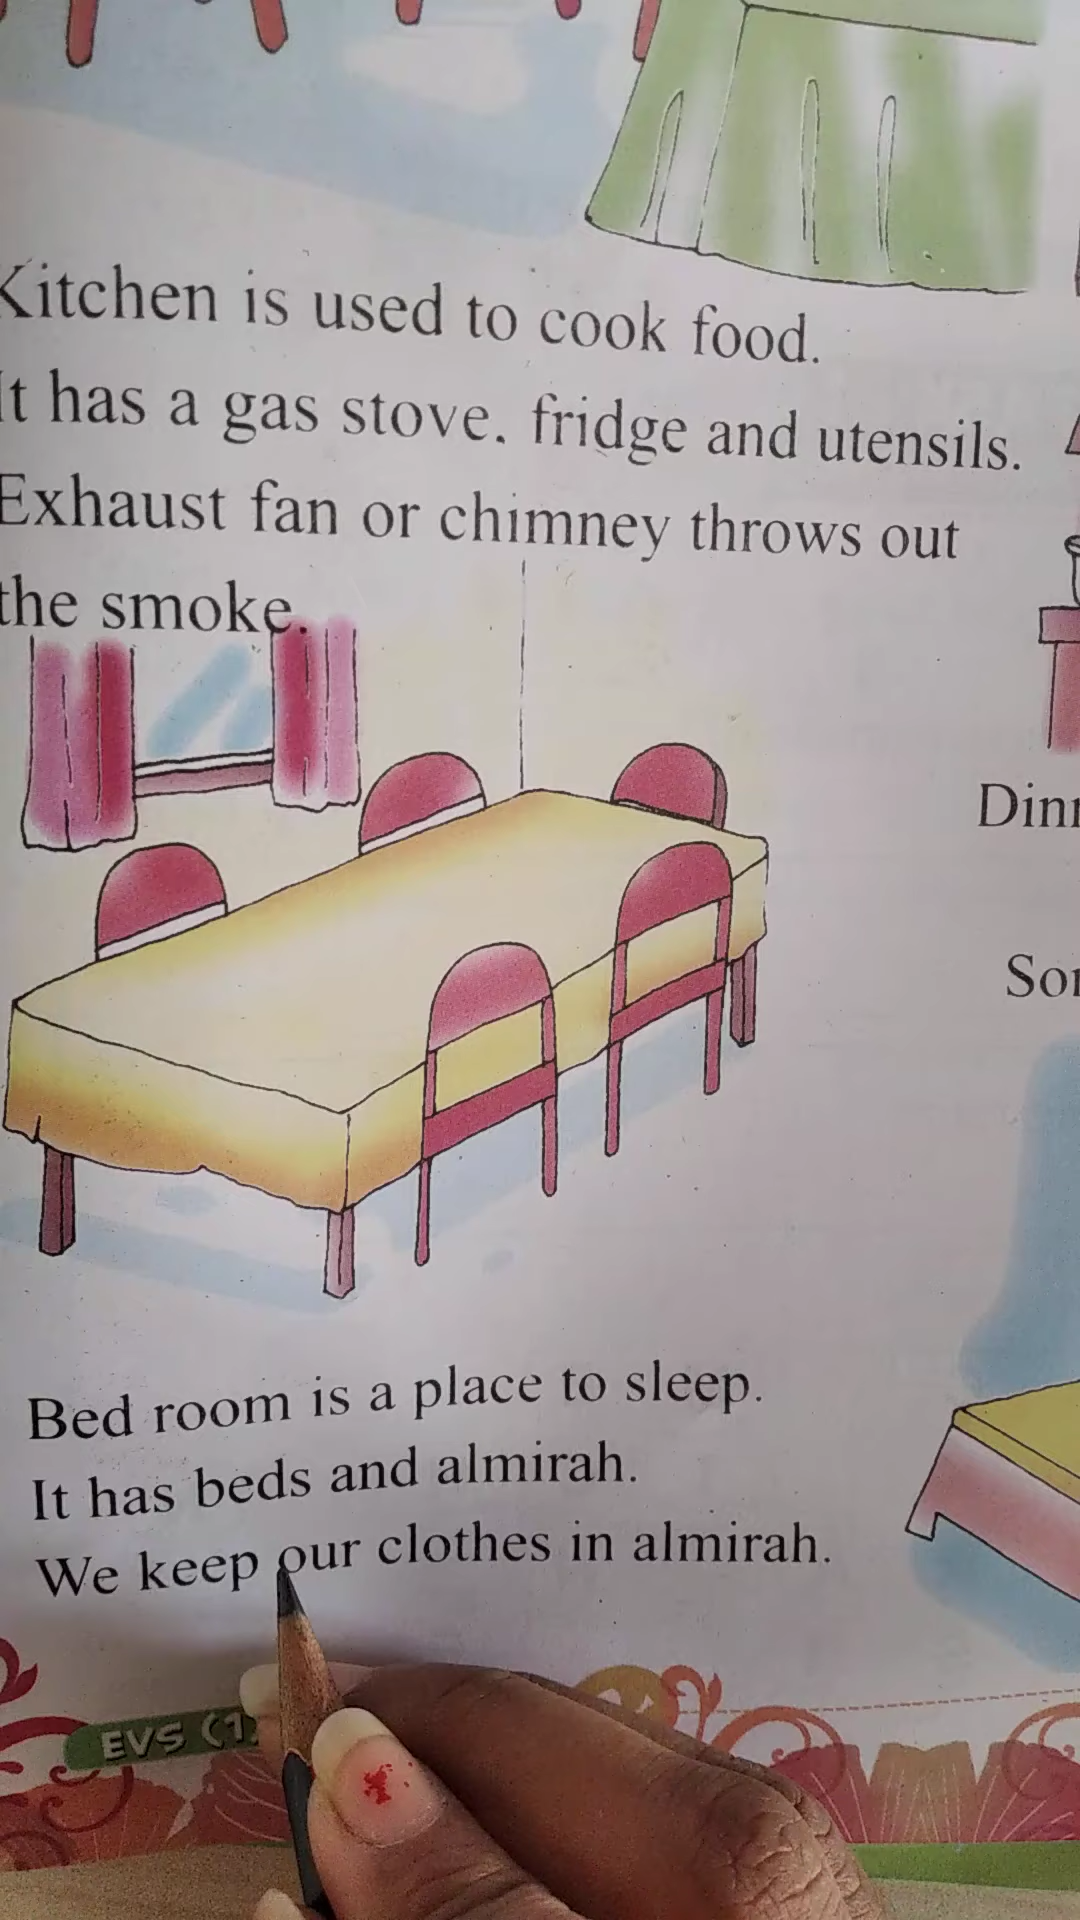 Kitchen is used to cook food.
It has a gas stove, fridge and utensils.
Exhaust fan or chimney throws out
the smoke.
Bed room is a place to sleep.
It has beds and almirah.
We keep our clothes in almirah.
EVS (1